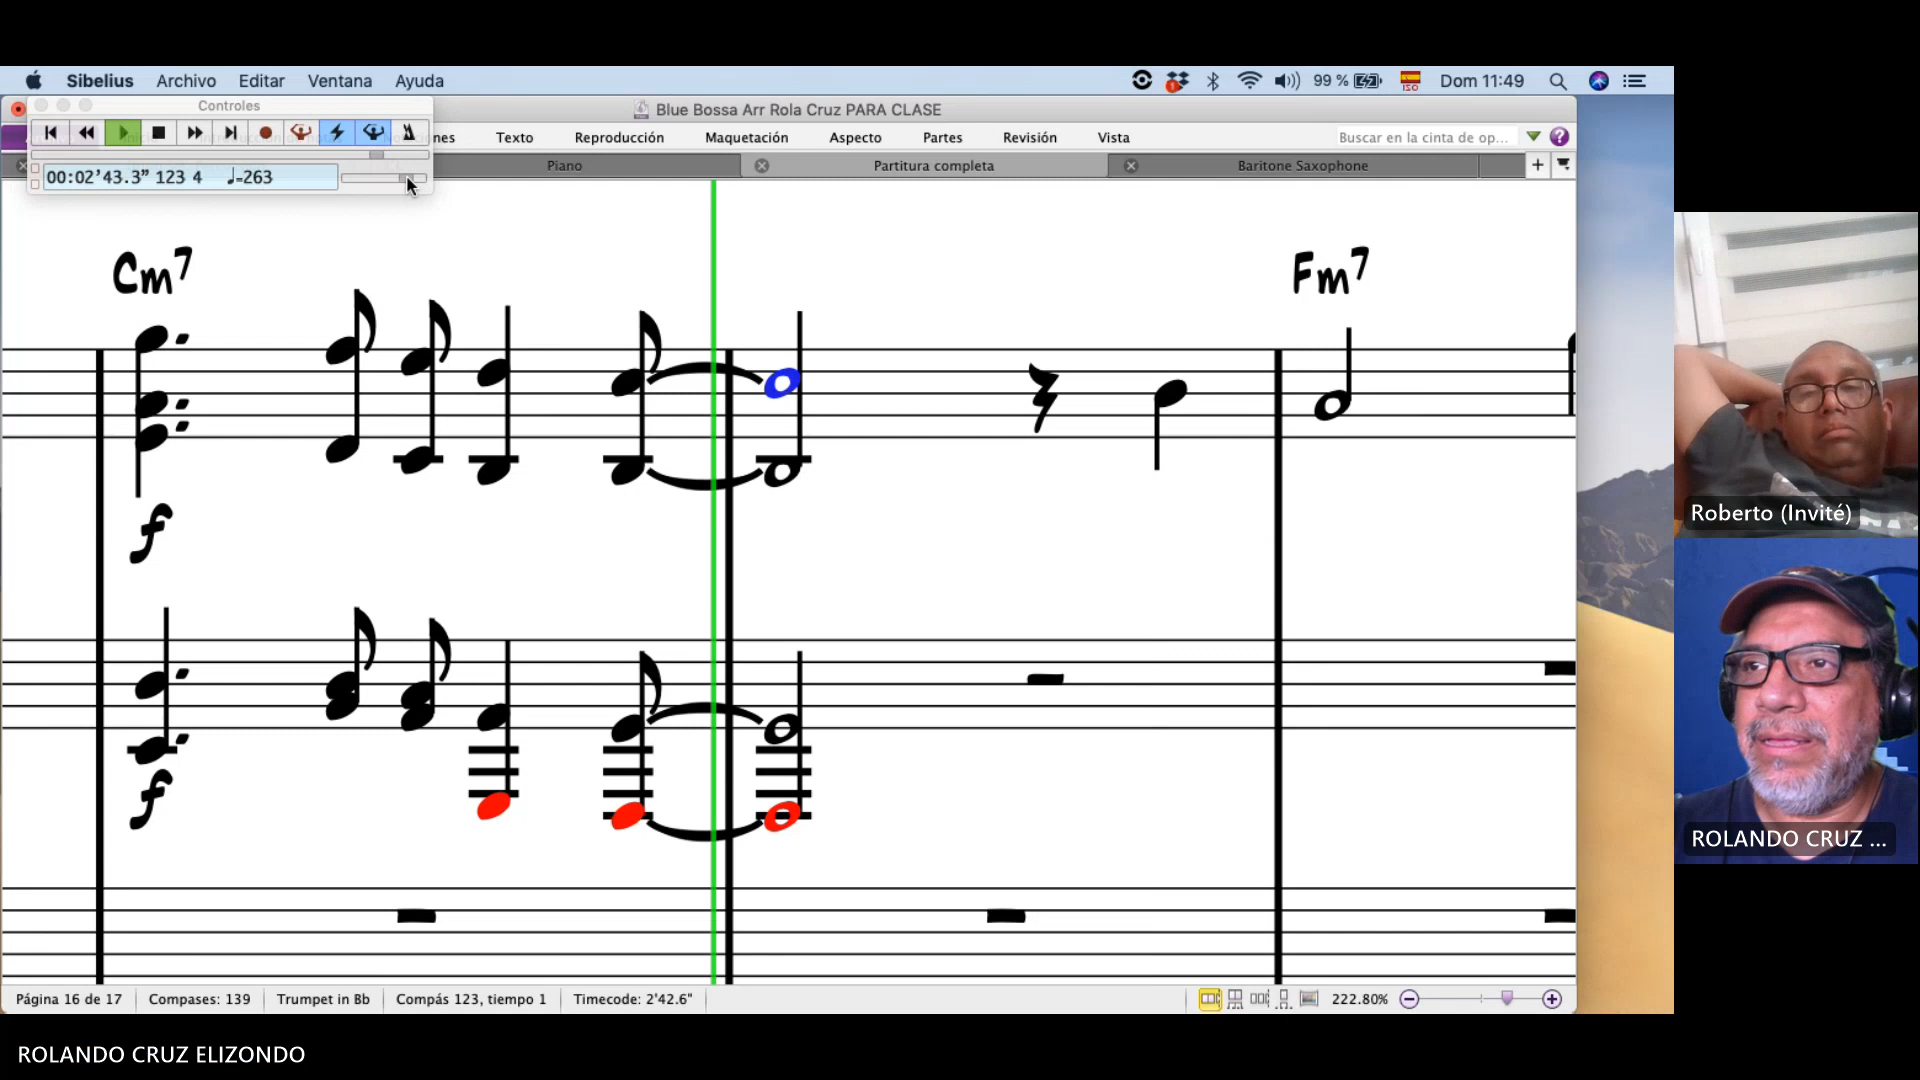 Sibelius Archivo Editar Ventana Ayuda 99 % ISO Dom 11:49
Controles
Blue Bossa Arr Rola Cruz PARA CLASE
nes Texto Reproducción Maquetación Aspecto Partes Revisión Vista Buscar en la cinta de op... ?
Piano Partitura completa Baritone Saxophone +
00:02'43.3" 123 4 ♩=263
Cm7 Fm7
f
f
Roberto (Invité)
ROLANDO CRUZ ...
Página 16 de 17 Compases: 139 Trumpet in Bb Compás 123, tiempo 1 Timecode: 2'42.6" 222.80%
ROLANDO CRUZ ELIZONDO